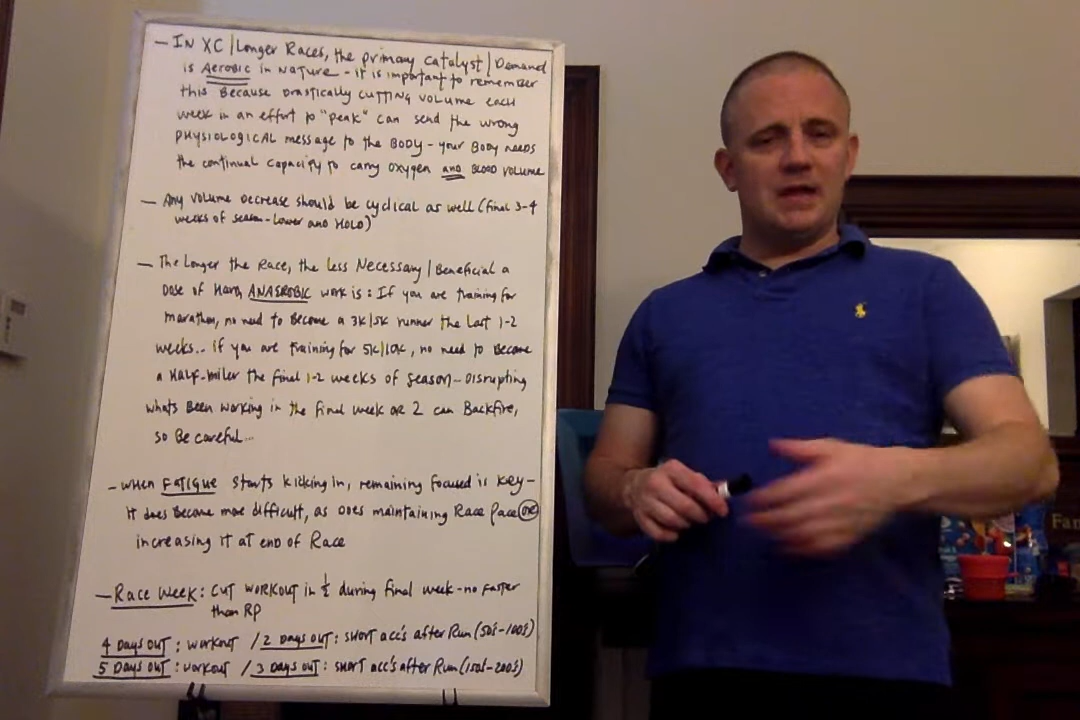 - IN XC/Longer Races, the primary catalyst/Demand
is AEROBIC in NATURE - it is important to remember
this because drastically cutting volume each
week in an effort to "peak" can send the wrong
PHYSIOLOGICAL message to the BODY - your BODY NEEDS
the continual capacity to carry oxygen AND BLOOD VOLUME
- Any volume decrease should be cyclical as well (final 3-4
weeks of season - Lower AND HOLD)
- The Longer the Race, the less Necessary/Beneficial a
Dose of HARD, ANAEROBIC work is: If you are training for
marathon, no need to Become a 3K/5K runner the Last 1-2
weeks.. if you are training for 5K/10K, no need to Become
a HALF-miler the final 1-2 weeks of season - Disrupting
whats Been working in the final week or 2 can Backfire,
so Be careful...
- when FATIGUE starts kicking in, remaining focused is key -
it does Become more difficult, as does maintaining Race Pace OR
increasing it at end of Race
- Race Week: CUT WORKOUT in ½ during final week - no faster
than RP
4 Days out: workout / 2 Days out: SHORT acc's after Run (50s-100s)
5 Days out: workout / 3 Days out: SHORT acc's after Run (150s-200s)
Fa